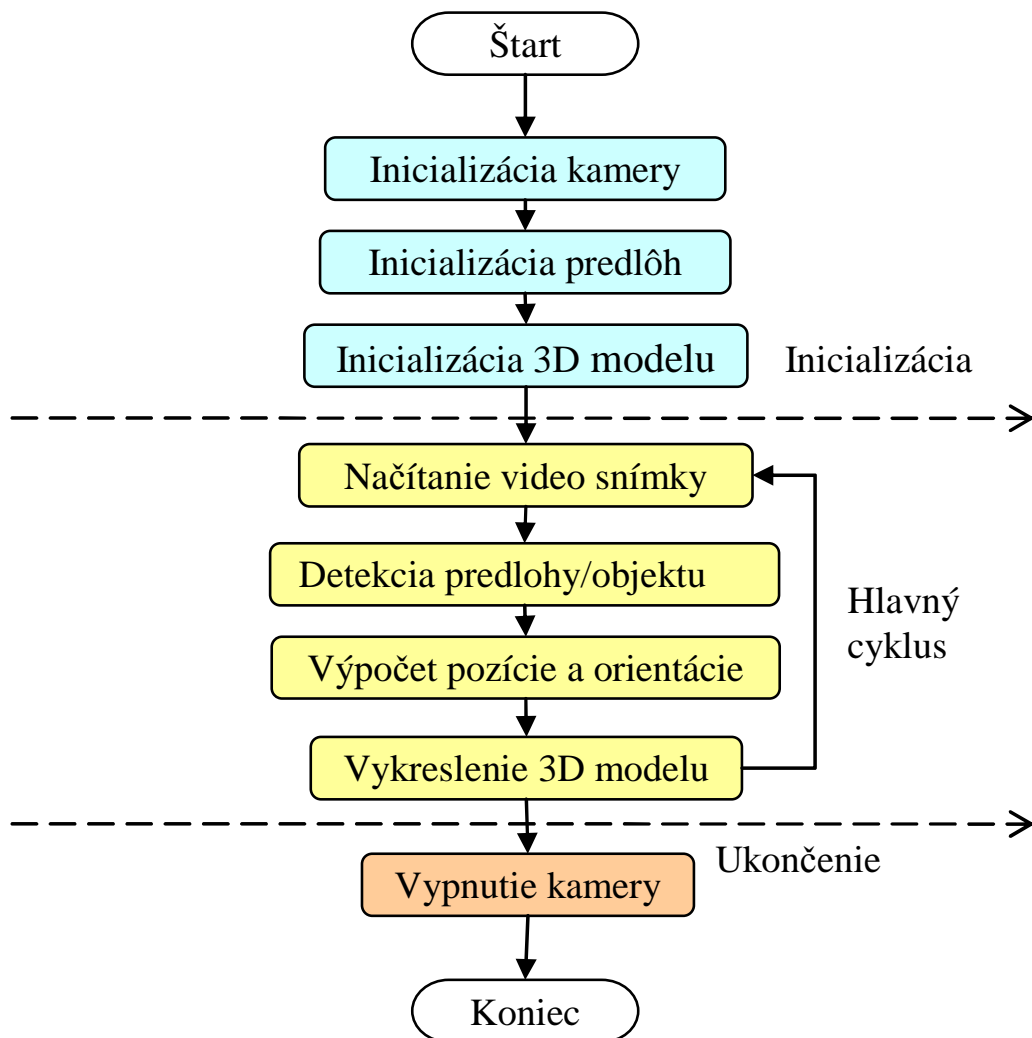 Štart
Inicializácia kamery
Inicializácia predlôh
Inicializácia 3D modelu
Inicializácia
Načítanie video snímky
Detekcia predlohy/objektu
Hlavný
cyklus
Výpočet pozície a orientácie
Vykreslenie 3D modelu
Ukončenie
Vypnutie kamery
Koniec